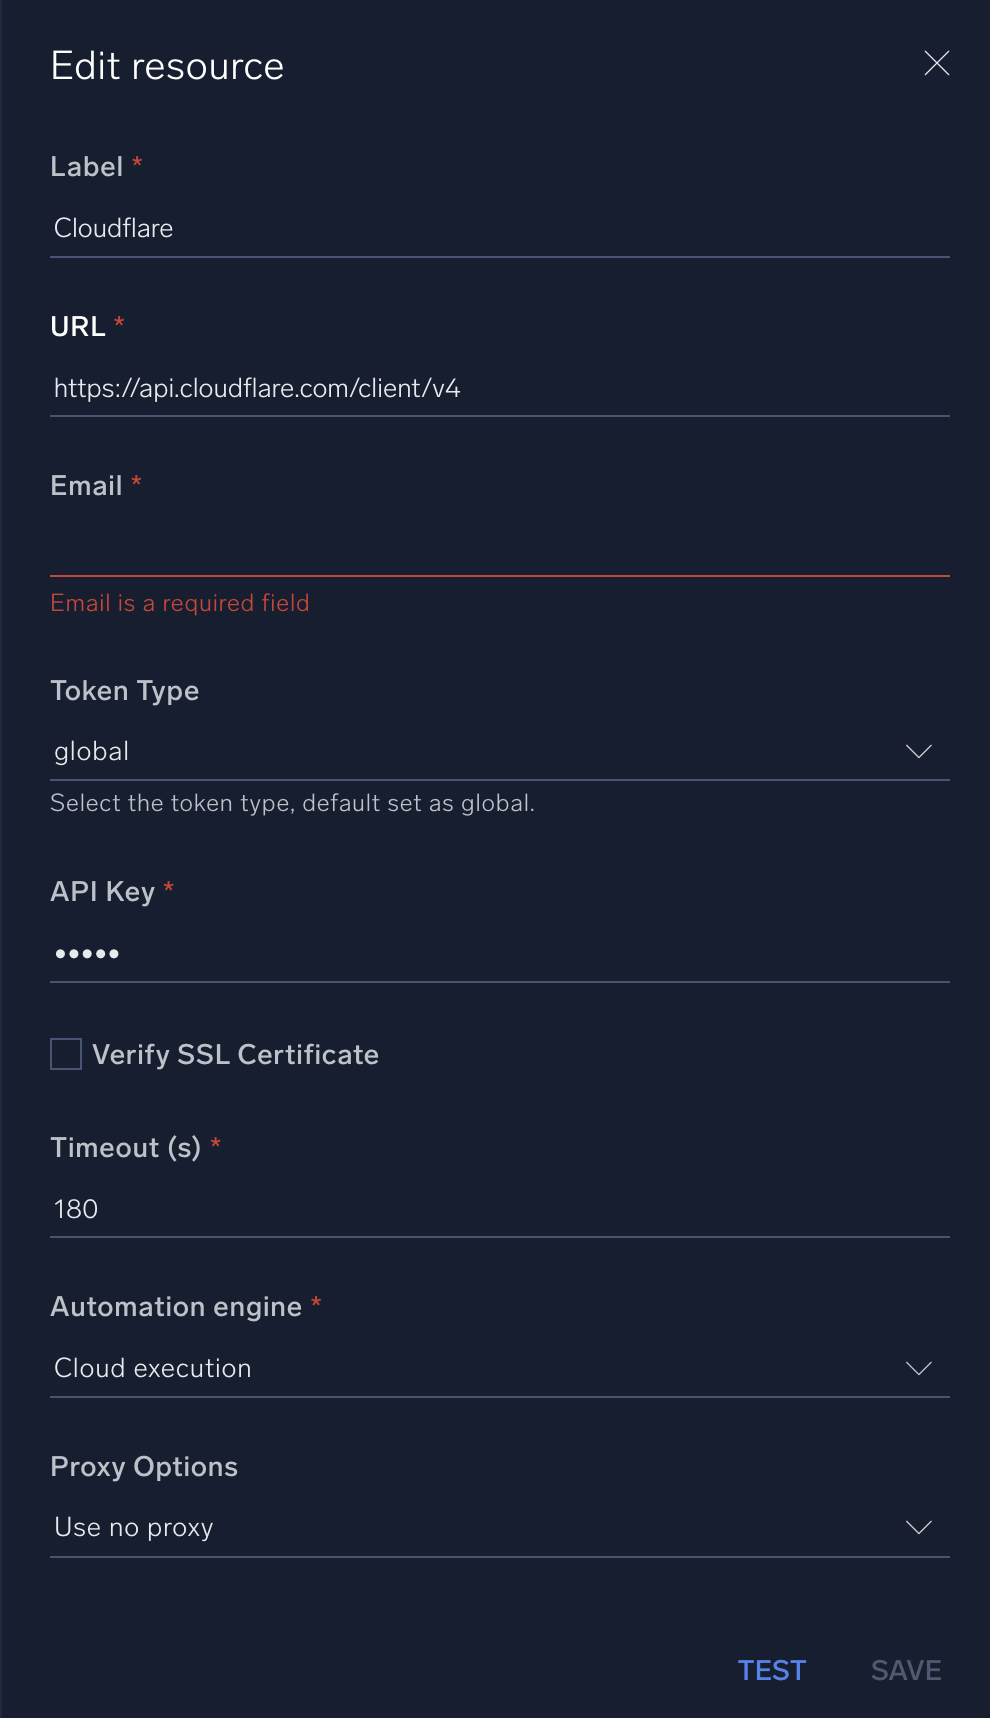 Edit resource
Label *
Cloudflare
URL *
https://api.cloudflare.com/client/v4
Email *
Email is a required field
Token Type
global
Select the token type, default set as global.
API Key *
•••••
Verify SSL Certificate
Timeout (s) *
180
Automation engine *
Cloud execution
Proxy Options
Use no proxy
TEST SAVE